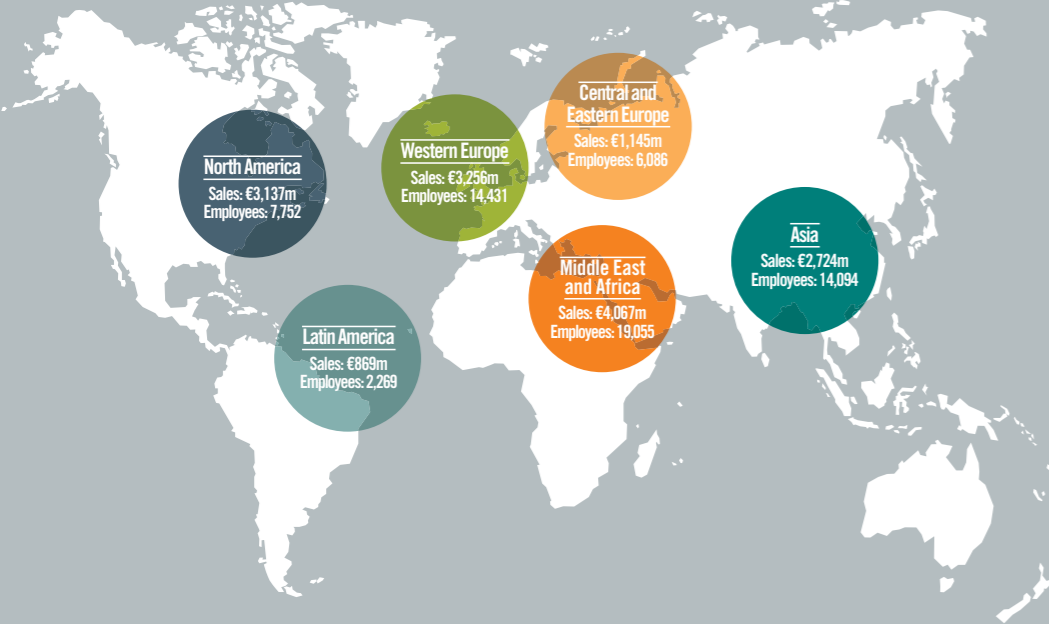 North America
Sales: €3,137m
Employees: 7,752
Western Europe
Sales: €3,256m
Employees: 14,431
Central and
Eastern Europe
Sales: €1,145m
Employees: 6,086
Latin America
Sales: €869m
Employees: 2,269
Middle East
and Africa
Sales: €4,067m
Employees: 19,055
Asia
Sales: €2,724m
Employees: 14,094